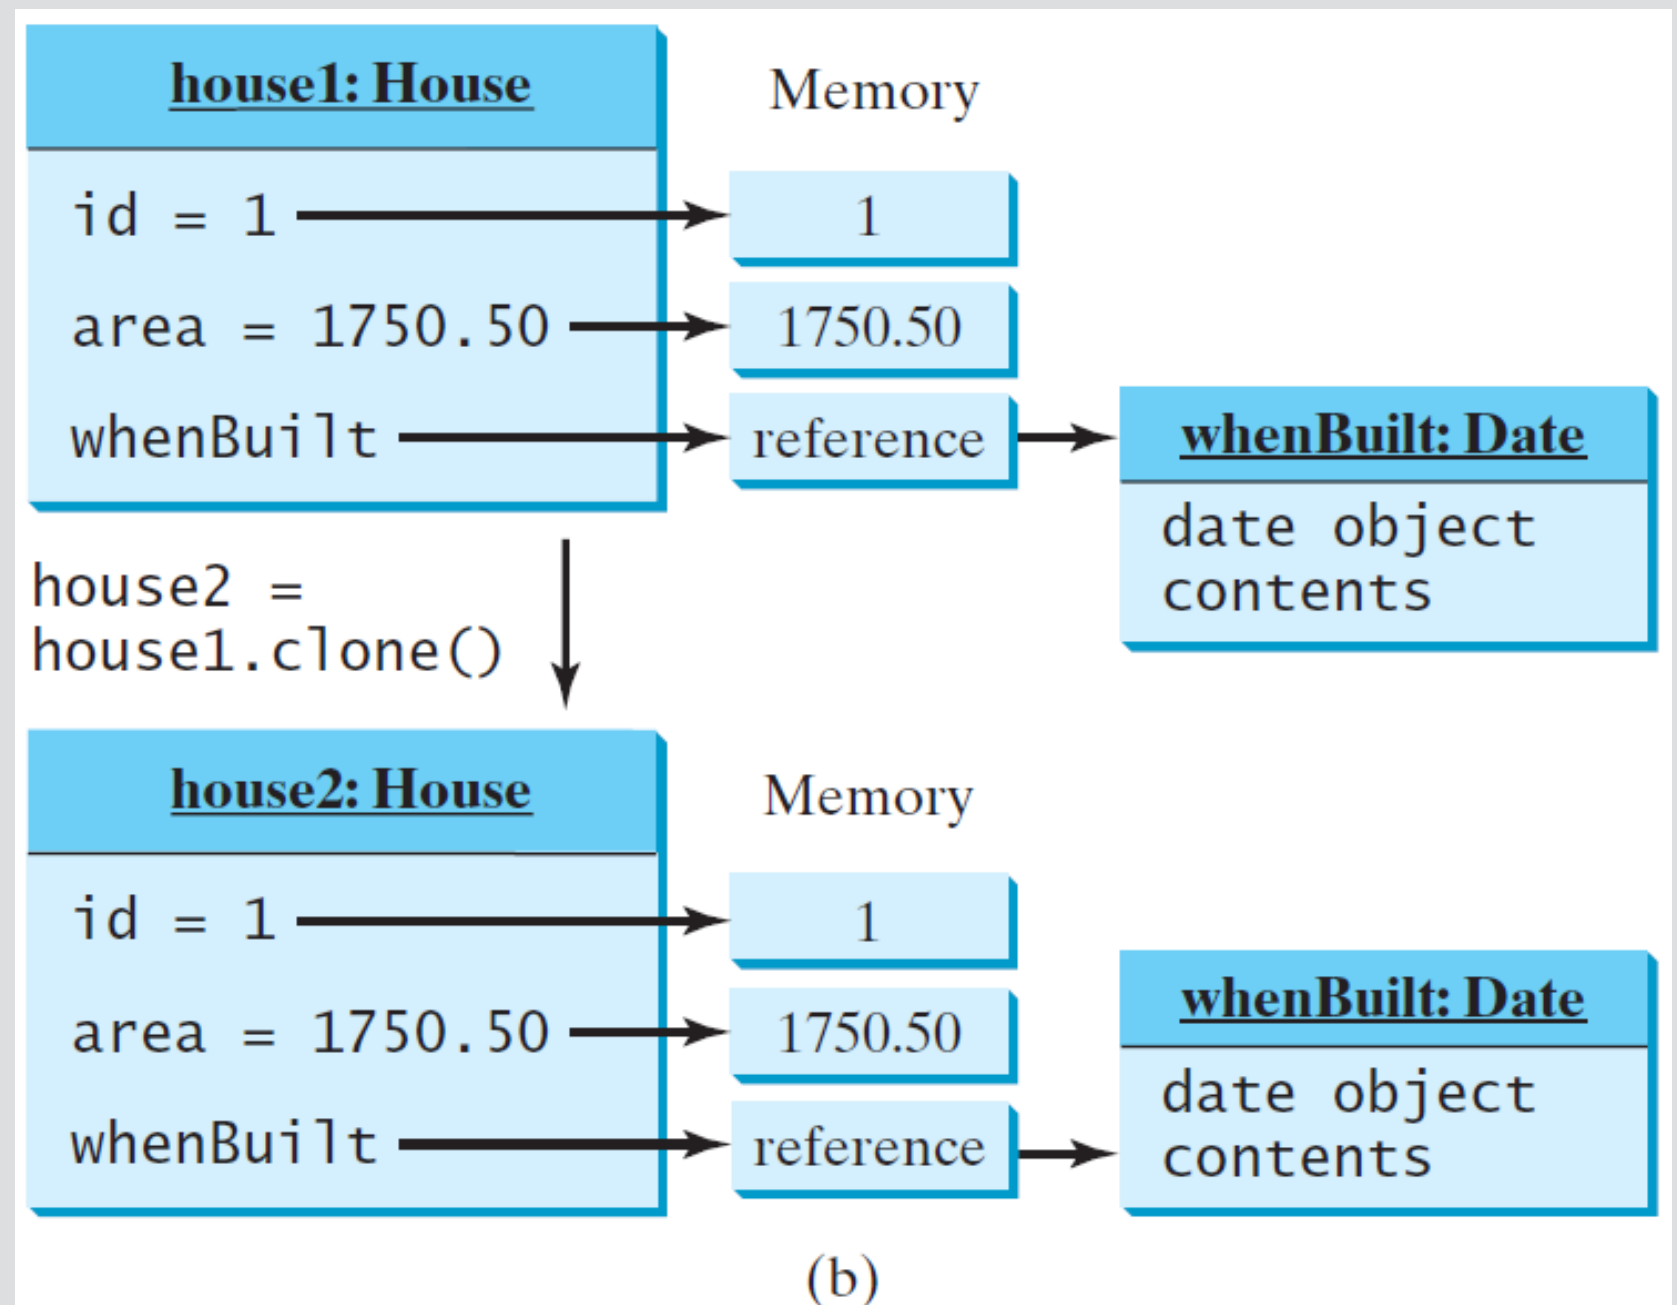 house1: House
Memory
id = 1
1
area = 1750.50
1750.50
whenBuilt
reference
whenBuilt: Date
date object
contents
house2 =
house1.clone()
house2: House
Memory
id = 1
1
area = 1750.50
1750.50
whenBuilt
reference
whenBuilt: Date
date object
contents
(b)